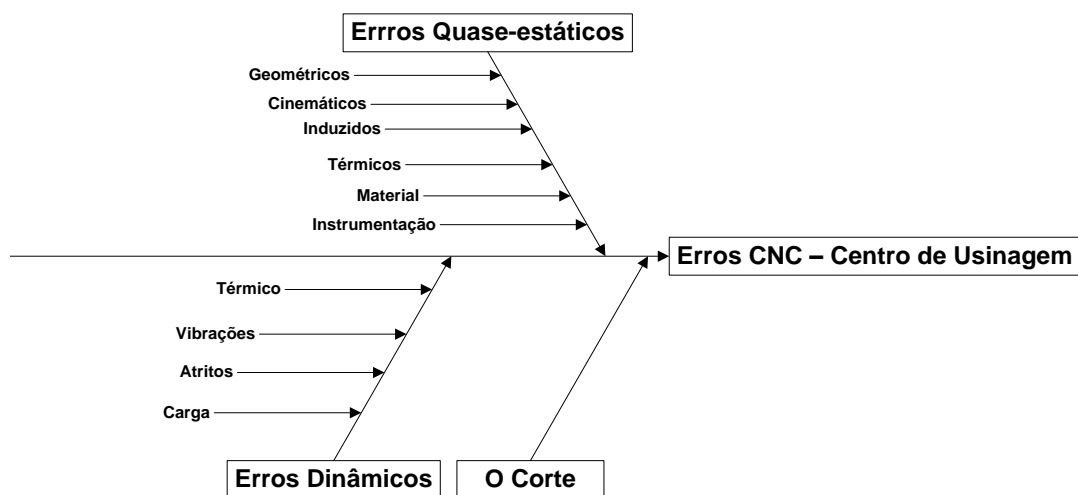 Errros Quase-estáticos
Geométricos
Cinemáticos
Induzidos
Térmicos
Material
Instrumentação
Erros CNC – Centro de Usinagem
Térmico
Vibrações
Atritos
Carga
Erros Dinâmicos
O Corte